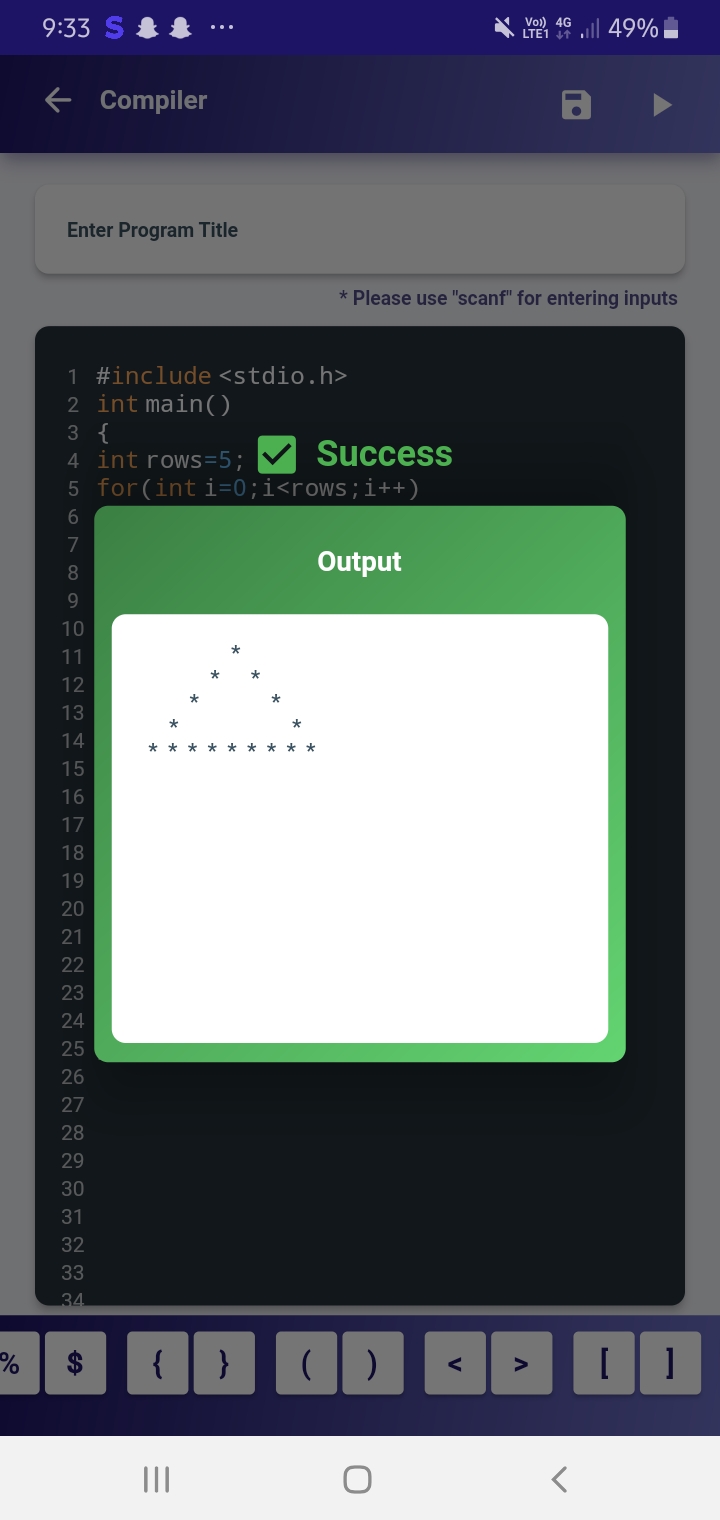 9:33 S ... Vo)) LTE1 4G 49%
Compiler
Enter Program Title
* Please use "scanf" for entering inputs
1 #include <stdio.h>
2 int main()
3 {
4 int rows=5;
Success
5 for(int i=0;i<rows;i++)
6
7
Output
8
9
10
11 *
12 * *
13 * *
14 * *
15 * * * * * * * * *
16
17
18
19
20
21
22
23
24
25
26
27
28
29
30
31
32
33
34
% $ { } ( ) < > [ ]